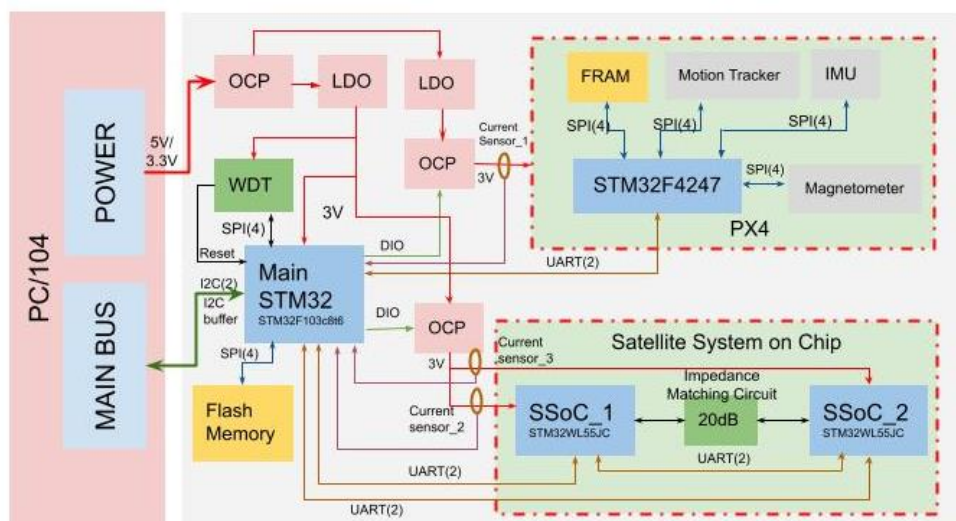 PC/104
POWER
MAIN BUS
5V/
3.3V
OCP
LDO
LDO
OCP
Current
Sensor_1
3V
WDT
SPI(4)
Reset
3V
DIO
I2C(2)
I2C
buffer
Main
STM32
STM32F103c8t6
DIO
OCP
3V
SPI(4)
Flash
Memory
FRAM
Motion Tracker
IMU
SPI(4)
SPI(4)
SPI(4)
STM32F4247
SPI(4)
Magnetometer
PX4
UART(2)
Current
sensor_3
Current
sensor_2
Satellite System on Chip
Impedance
Matching Circuit
SSoC_1
STM32WL55JC
20dB
SSoC_2
STM32WL55JC
UART(2)
UART(2)
UART(2)